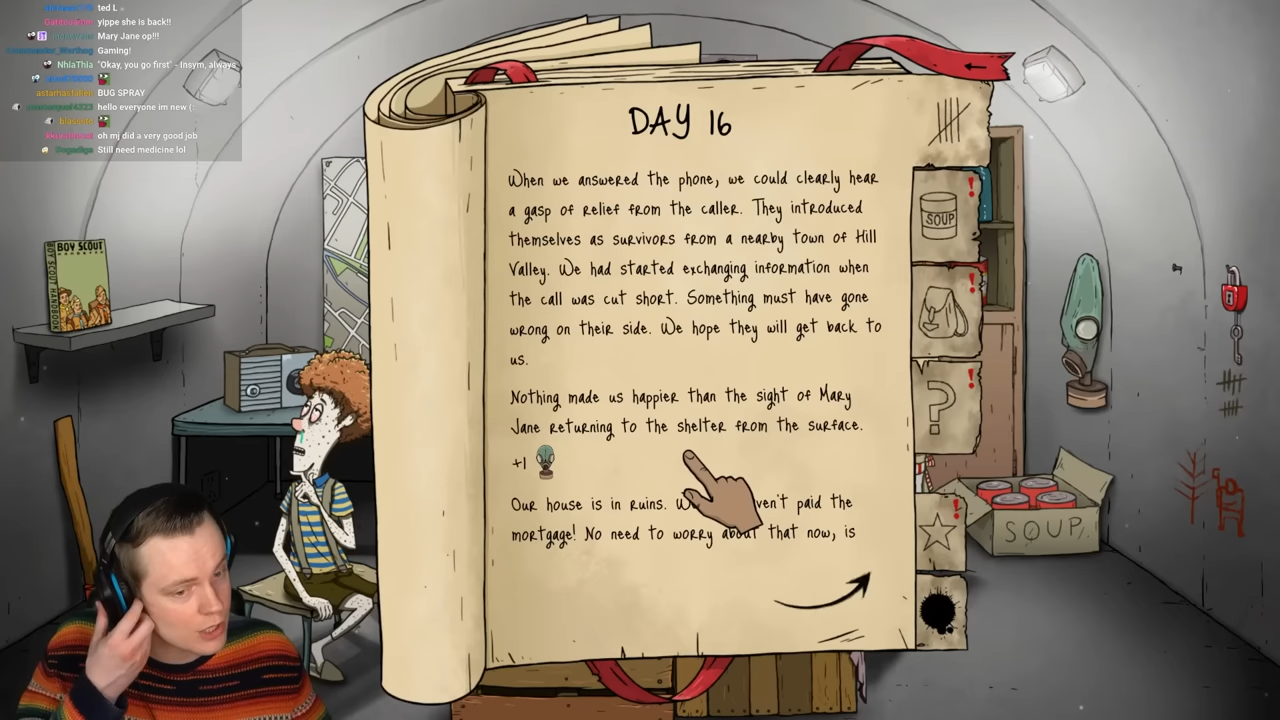 ted L
yippe she is back!!
Mary Jane op!!!
Gaming!
NhiaThia "Okay, you go first" - Insym, always
BUG SPRAY
hello everyone im new (:
oh mj did a very good job
Still need medicine lol
BOY SCOUT
BOY SCOUT HANDBOOK
DAY 16
When we answered the phone, we could clearly hear
a gasp of relief from the caller. They introduced
themselves as survivors from a nearby town of Hill
Valley. We had started exchanging information when
the call was cut short. Something must have gone
wrong on their side. We hope they will get back to
us.
Nothing made us happier than the sight of Mary
Jane returning to the shelter from the surface.
+1
Our house is in ruins. the
mortgage! No need to worry about that now, is
SOUP
!
!
?
!
!
SOUP